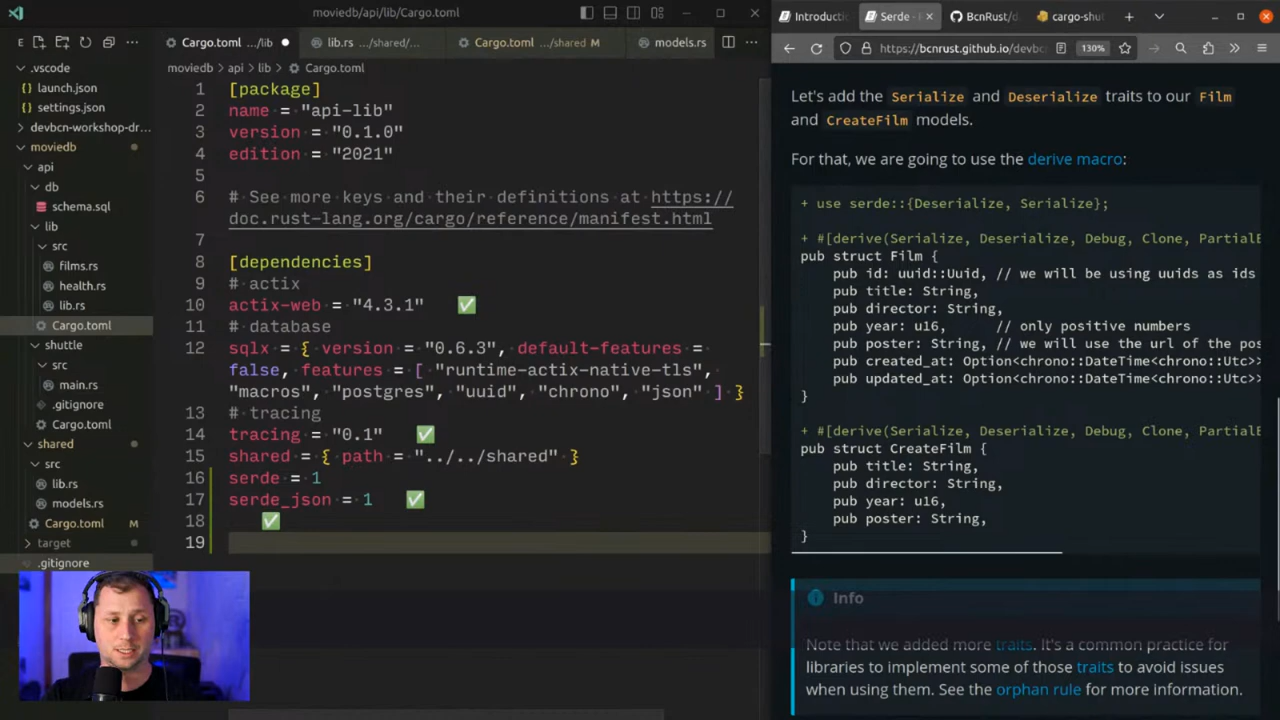 moviedb/api/lib/Cargo.toml
Introduction
Serde -
BcnRust/d
cargo-shut
Cargo.toml .../lib
lib.rs .../shared/...
Cargo.toml .../shared M
models.rs
https://bcnrust.github.io/devbc
130%
E
.vscode
launch.json
settings.json
devbcn-workshop-dr...
moviedb
api
db
schema.sql
lib
src
films.rs
health.rs
lib.rs
Cargo.toml
shuttle
src
main.rs
.gitignore
Cargo.toml
shared
src
lib.rs
models.rs
Cargo.toml M
target
.gitignore
moviedb > api > lib > Cargo.toml
1 [package]
2 name = "api-lib"
3 version = "0.1.0"
4 edition = "2021"
5
6 # See more keys and their definitions at https://
doc.rust-lang.org/cargo/reference/manifest.html
7
8 [dependencies]
9 # actix
10 actix-web = "4.3.1" ✅
11 # database
12 sqlx = { version = "0.6.3", default-features =
false, features = [ "runtime-actix-native-tls",
"macros", "postgres", "uuid", "chrono", "json" ] }
13 # tracing
14 tracing = "0.1" ✅
15 shared = { path = "../../shared" }
16 serde = 1
17 serde_json = 1 ✅
18 ✅
19
Let's add the Serialize and Deserialize traits to our Film
and CreateFilm models.
For that, we are going to use the derive macro:
+ use serde::{Deserialize, Serialize};
+ #[derive(Serialize, Deserialize, Debug, Clone, PartialE
pub struct Film {
pub id: uuid::Uuid, // we will be using uuids as ids
pub title: String,
pub director: String,
pub year: u16, // only positive numbers
pub poster: String, // we will use the url of the pos
pub created_at: Option<chrono::DateTime<chrono::Utc>>
pub updated_at: Option<chrono::DateTime<chrono::Utc>>
}
+ #[derive(Serialize, Deserialize, Debug, Clone, PartialE
pub struct CreateFilm {
pub title: String,
pub director: String,
pub year: u16,
pub poster: String,
}
Info
Note that we added more traits. It's a common practice for
libraries to implement some of those traits to avoid issues
when using them. See the orphan rule for more information.